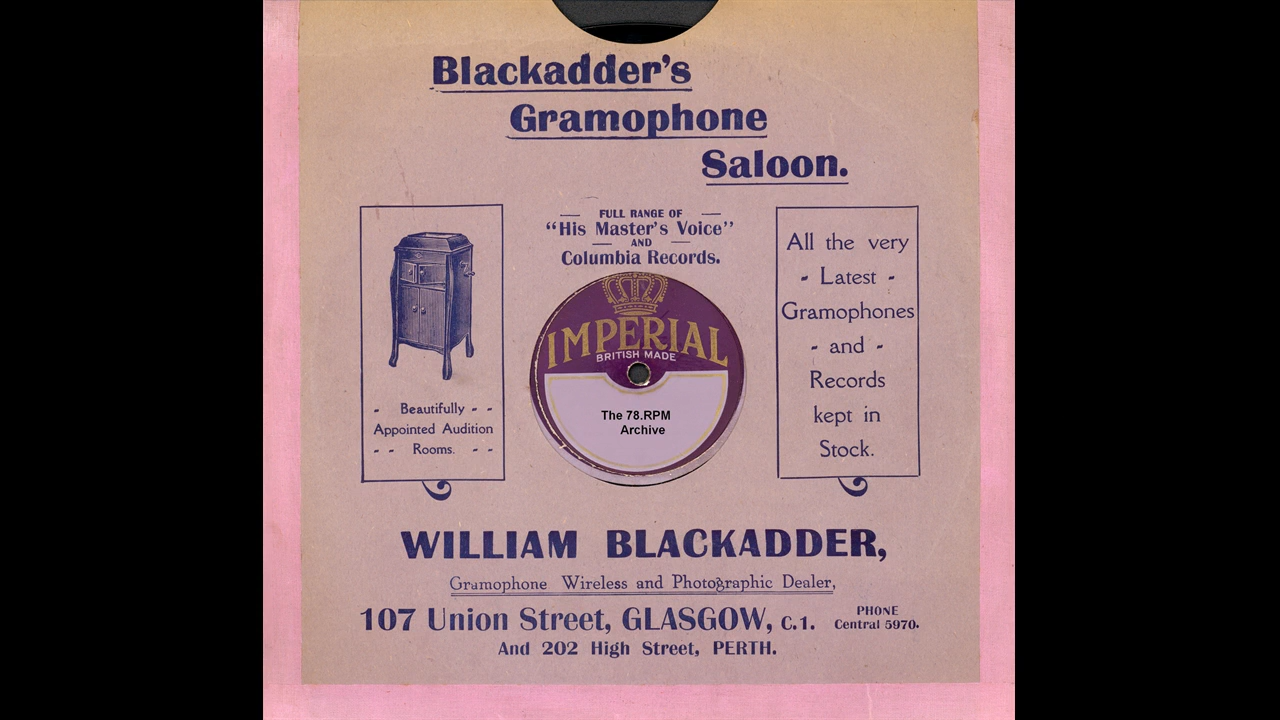 Blackadder's
Gramophone
Saloon.
FULL RANGE OF
"His Master's Voice"
AND
Columbia Records.
- Beautifully - -
Appointed Audition
- - Rooms. - -
IMPERIAL
BRITISH MADE
The 78.RPM
Archive
All the very
- Latest -
Gramophones
- and -
Records
kept in
Stock.
WILLIAM BLACKADDER,
Gramophone Wireless and Photographic Dealer,
107 Union Street, GLASGOW, C.1.
PHONE
Central 5970.
And 202 High Street, PERTH.